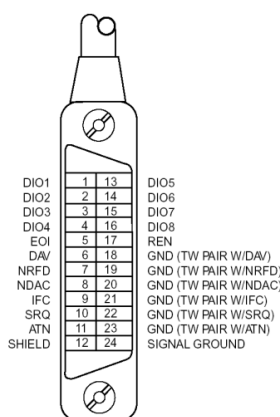 DIO1 1 13 DIO5
DIO2 2 14 DIO6
DIO3 3 15 DIO7
DIO4 4 16 DIO8
EOI 5 17 REN
DAV 6 18 GND (TW PAIR W/DAV)
NRFD 7 19 GND (TW PAIR W/NRFD)
NDAC 8 20 GND (TW PAIR W/NDAC)
IFC 9 21 GND (TW PAIR W/IFC)
SRQ 10 22 GND (TW PAIR W/SRQ)
ATN 11 23 GND (TW PAIR W/ATN)
SHIELD 12 24 SIGNAL GROUND